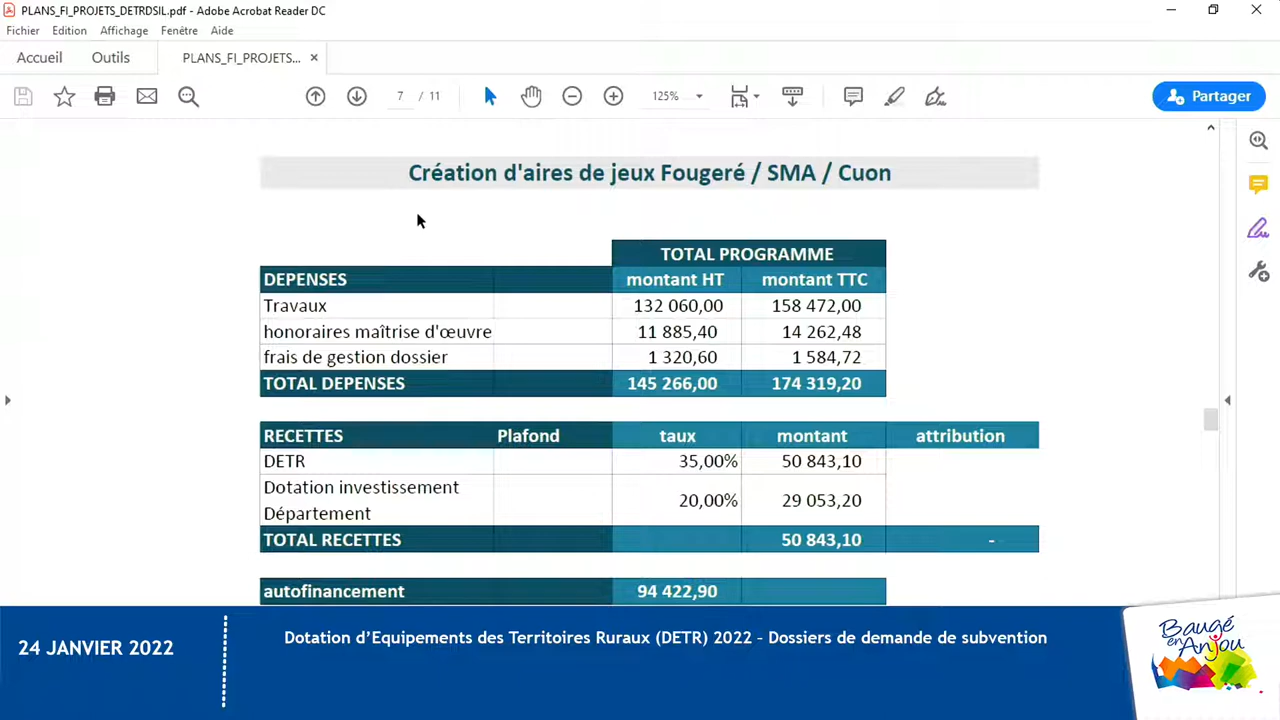 PLANS_FI_PROJETS_DETRDSIL.pdf - Adobe Acrobat Reader DC
Fichier Edition Affichage Fenêtre Aide
Accueil Outils PLANS_FI_PROJETS... ×
7 / 11 125% Partager
Création d'aires de jeux Fougeré / SMA / Cuon
TOTAL PROGRAMME
DEPENSES montant HT montant TTC
Travaux 132 060,00 158 472,00
honoraires maîtrise d'œuvre 11 885,40 14 262,48
frais de gestion dossier 1 320,60 1 584,72
TOTAL DEPENSES 145 266,00 174 319,20
RECETTES Plafond taux montant attribution
DETR 35,00% 50 843,10
Dotation investissement
Département 20,00% 29 053,20
TOTAL RECETTES 50 843,10 -
autofinancement 94 422,90
24 JANVIER 2022
Dotation d'Equipements des Territoires Ruraux (DETR) 2022 – Dossiers de demande de subvention
Baugé
en Anjou